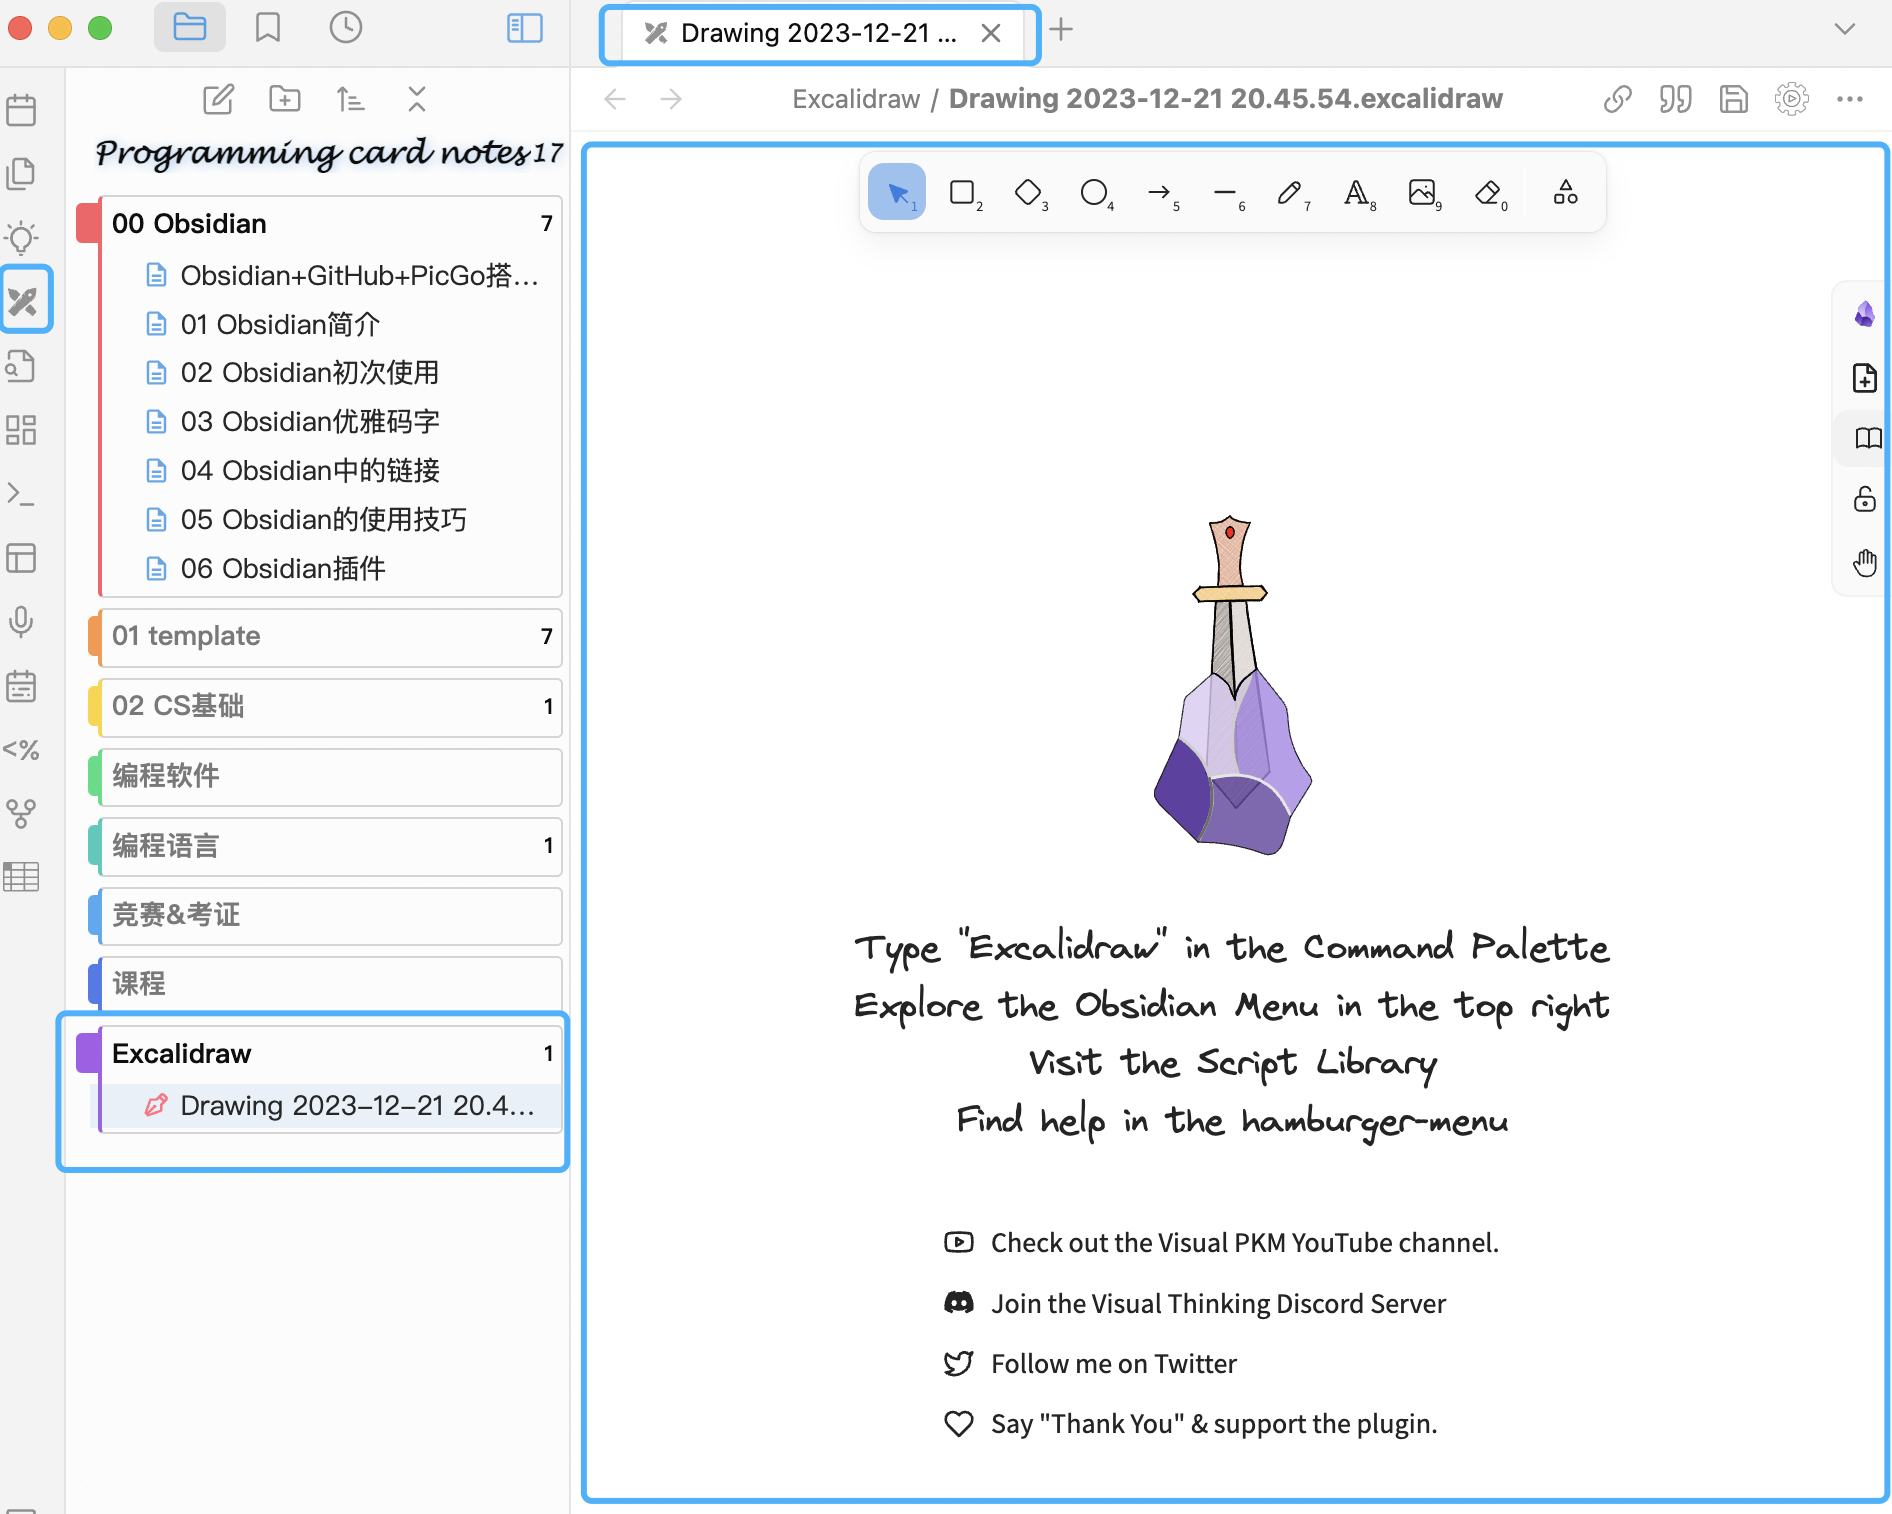 Drawing 2023-12-21 ...
Excalidraw / Drawing 2023-12-21 20.45.54.excalidraw
Programming card notes 17
00 Obsidian 7
Obsidian+GitHub+PicGo搭...
01 Obsidian简介
02 Obsidian初次使用
03 Obsidian优雅码字
04 Obsidian中的链接
05 Obsidian的使用技巧
06 Obsidian插件
01 template 7
02 CS基础 1
编程软件
编程语言 1
竞赛&考证
课程
Excalidraw 1
Drawing 2023-12-21 20.4...
<%
1 2 3 4 5 6 7 A 8 9 0
Type "Excalidraw" in the Command Palette
Explore the Obsidian Menu in the top right
Visit the Script Library
Find help in the hamburger-menu
Check out the Visual PKM YouTube channel.
Join the Visual Thinking Discord Server
Follow me on Twitter
Say "Thank You" & support the plugin.